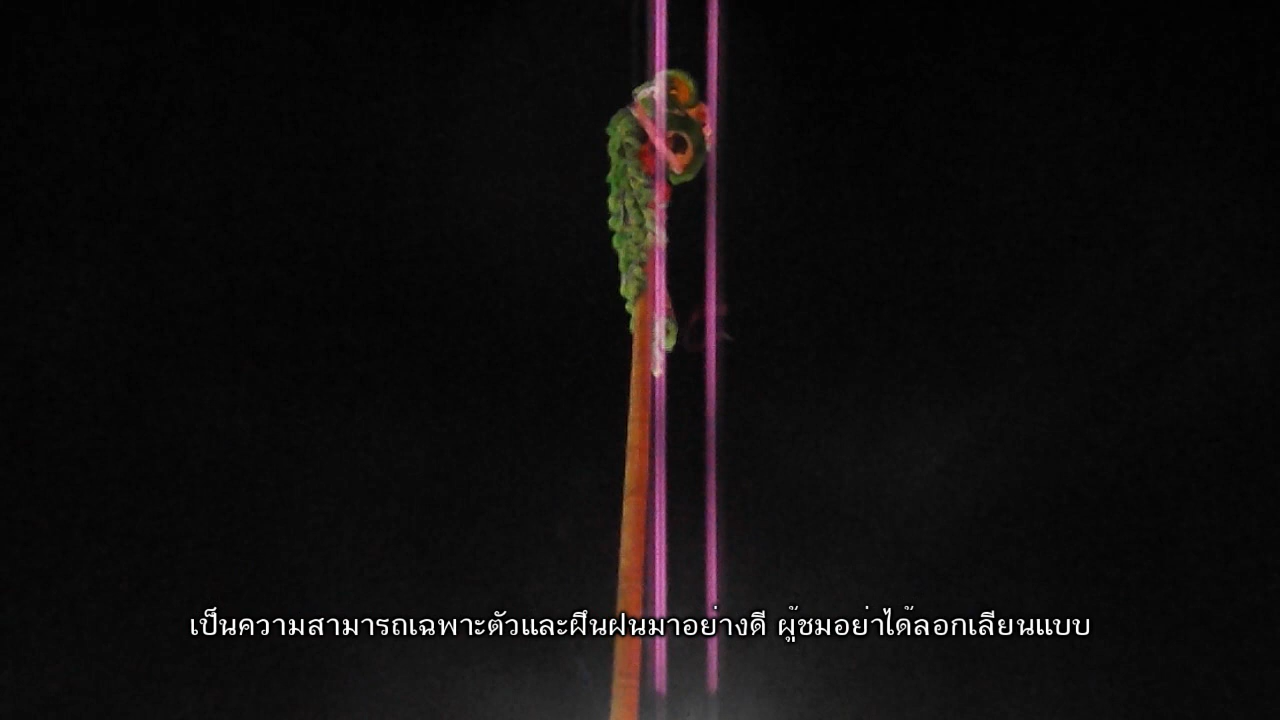 เป็นความสามารถเฉพาะตัวและฝึนฝนมาอย่างดี ผู้ชมอย่าได้ลอกเลียนแบบ